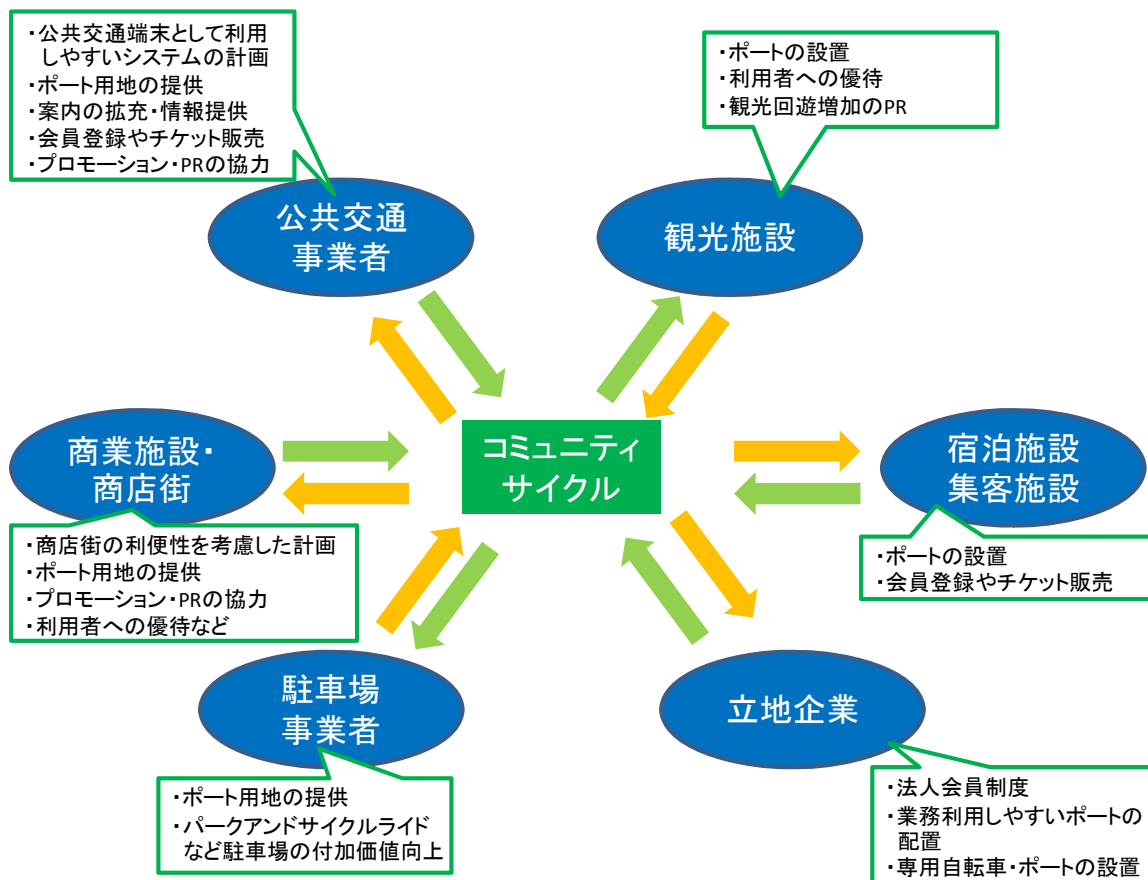 ・公共交通端末として利用
しやすいシステムの計画
・ポート用地の提供
・案内の拡充・情報提供
・会員登録やチケット販売
・プロモーション・PRの協力
・ポートの設置
・利用者への優待
・観光回遊増加のPR
公共交通
事業者
観光施設
商業施設・
商店街
コミュニティ
サイクル
宿泊施設
集客施設
・商店街の利便性を考慮した計画
・ポート用地の提供
・プロモーション・PRの協力
・利用者への優待など
・ポートの設置
・会員登録やチケット販売
駐車場
事業者
立地企業
・ポート用地の提供
・パークアンドサイクルライド
など駐車場の付加価値向上
・法人会員制度
・業務利用しやすいポートの
配置
・専用自転車・ポートの設置